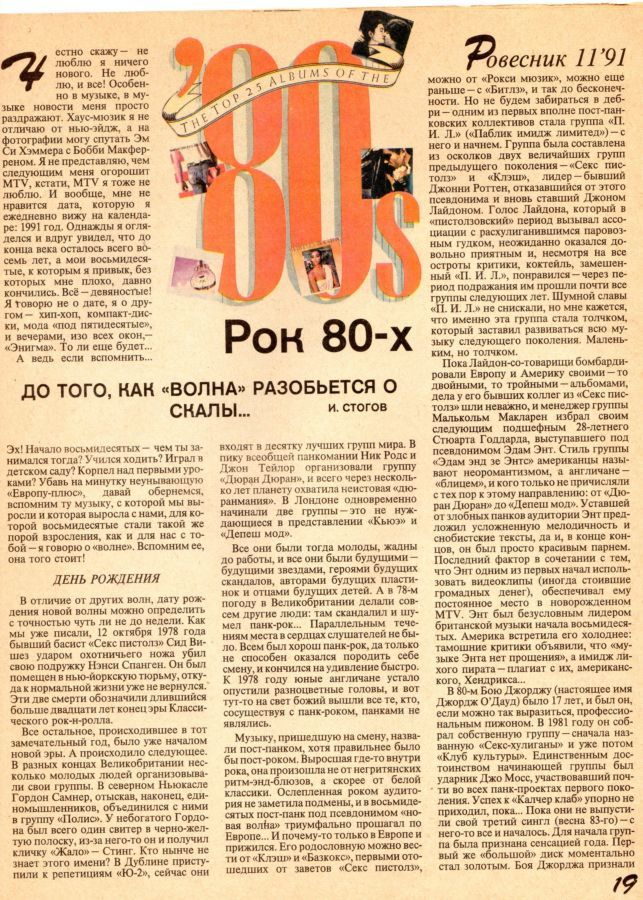 Ровесник 11'91
THE TOP 25 ALBUMS OF THE
'80s
Рок 80-х
ДО ТОГО, КАК «ВОЛНА» РАЗОБЬЕТСЯ О
СКАЛЫ...
И. СТОГОВ
Честно скажу — не
люблю я ничего
нового. Не люб-
лю, и все! Особен-
но в музыке, в му-
зыке новости меня просто
раздражают. Хаус-мюзик я не
отличаю от нью-эйдж, а на
фотографии могу спутать Эм
Си Хэммера с Бобби Макфер-
реном. Я не представляю, чем
следующим меня огорошит
MTV, кстати, MTV я тоже не
люблю. И вообще, мне не
нравится дата, которую я
ежедневно вижу на календа-
ре: 1991 год. Однажды я огля-
делся и вдруг увидел, что до
конца века осталось всего во-
семь лет, а мои восьмидеся-
тые, к которым я привык, без
которых мне плохо, давно
кончились. Всё — девяностые!
Я говорю не о дате, я о дру-
гом — хип-хоп, компакт-дис-
ки, мода «под пятидесятые»,
и вечерами, изо всех окон,—
«Энигма». То ли еще будет...
А ведь если вспомнить...
Эх! Начало восьмидесятых — чем ты за-
нимался тогда? Учился ходить? Играл в
детском саду? Корпел над первыми уро-
ками? Убавь на минутку неунывающую
«Европу-плюс», давай обернемся,
вспомним ту музыку, с которой мы вы-
росли и которая выросла с нами, для ко-
торой восьмидесятые стали такой же
порой взросления, как и для нас с то-
бой — я говорю о «волне». Вспомним ее,
она того стоит!
ДЕНЬ РОЖДЕНИЯ
В отличие от других волн, дату рож-
дения новой волны можно определить
с точностью чуть ли не до недели. Как
мы уже писали, 12 октября 1978 года
бывший басист «Секс пистолз» Сид Ви-
шез ударом охотничьего ножа убил
свою подружку Нэнси Спанген. Он был
помещен в нью-йоркскую тюрьму, отку-
да к нормальной жизни уже не вернулся.
Эти две смерти обозначили длившийся
больше двадцати лет конец эры Класси-
ческого рок-н-ролла.
Все остальное, происходившее в тот
замечательный год, было уже началом
новой эры. А происходило следующее.
В разных концах Великобритании не-
сколько молодых людей организовыва-
ли свои группы. В северном Ньюкасле
Гордон Самнер, отыскав, наконец, еди-
номышленников, объединился с ними
в группу «Полис». У небогатого Гордо-
на был всего один свитер в черно-жел-
тую полоску, из-за него-то он и получил
кличку «Жало» — Стинг. Кто нынче не
знает этого имени? В Дублине присту-
пили к репетициям «Ю-2», сейчас они
входят в десятку лучших групп мира. В
пику всеобщей панкомании Ник Родс и
Джон Тейлор организовали группу
«Дюран Дюран», и всего через несколь-
ко лет планету охватила неистовая «дю-
ранмания». В Лондоне одновременно
начинали две группы — это не нуж-
дающиеся в представлении «Кьюэ» и
«Депеш мод».
Все они были тогда молоды, жадны
до работы, и все они были будущими —
будущими звездами, героями будущих
скандалов, авторами будущих пласти-
нок и отцами будущих детей. А в 78-м
погоду в Великобритании делали сов-
сем другие люди: там скандалил и шу-
мел панк-рок... Параллельным тече-
ниям места в сердцах слушателей не бы-
ло. Всем был хорош панк-рок, да только
не способен оказался породить себе
смену, и кончился на удивление быстро.
К 1978 году юные англичане устало
опустили разноцветные головы, и вот
тут-то на свет божий вышли все те, кто,
сосуществуя с панк-роком, панками не
являлись.
Музыку, пришедшую на смену, назва-
ли пост-панком, хотя правильнее было
бы пост-роком. Выросшая где-то внутри
рока, она произошла не от негритянских
ритм-энд-блюзов, а скорее от белой
классики. Ослепленная роком аудито-
рия не заметила подмены, и в восьмиде-
сятых пост-панк под псевдонимом «но-
вая волна» триумфально прошагал по
Европе... И почему-то только в Европе и
прижился. Его родословную можно вес-
ти от «Клэш» и «Базкокс», первыми ото-
шедших от заветов «Секс пистолз»,
можно от «Рокси мюзик», можно еще
раньше — с «Битлз», и так до бесконеч-
ности. Но не будем забираться в деб-
ри — одним из первых вполне пост-пан-
ковских коллективов стала группа «П.
И. Л.» («Паблик имидж лимитед») — с
него и начнем. Группа была составлена
из осколков двух величайших групп
предыдущего поколения — «Секс пис-
толз» и «Клэш», лидер — бывший
Джонни Роттен, отказавшийся от этого
псевдонима и вновь ставший Джоном
Лайдоном. Голос Лайдона, который в
«пистолзовский» период вызывал ассо-
циации с расхулиганившимся паровоз-
ным гудком, неожиданно оказался до-
вольно приятным и, несмотря на все
остроты критики, коктейль, замешен-
ный «П. И. Л.», понравился — через пе-
риод подражания им прошли почти все
группы следующих лет. Шумной славы
«П. И. Л.» не снискали, но мне кажется,
что именно эта группа стала толчком,
который заставил развиваться всю му-
зыку следующего поколения. Малень-
ким, но толчком.
Пока Лайдон-со-товарищи бомбарди-
ровали Европу и Америку своими — то
двойными, то тройными — альбомами,
дела у его бывших коллег из «Секс пис-
толз» шли неважно, и менеджер группы
Малькольм Макларен избрал своим
следующим подшефным 28-летнего
Стюарта Годдарда, выступавшего под
псевдонимом Эдам Энт. Стиль группы
«Эдам энд зе Энтс» американцы назы-
вают неоромантизм, а англичане —
«блицем», и кого только не причисляли
с тех пор к этому направлению: от «Дю-
ран Дюран» до «Депеш мод». Уставшей
от злобных панков аудитории Энт пред-
ложил усложненную мелодичность и
снобистские тексты, да и, в конце кон-
цов, он был просто красивым парнем.
Последний фактор в сочетании с тем,
что Энт одним из первых начал исполь-
зовать видеоклипы (иногда стоившие
громадных денег), обеспечивал ему
постоянное место в новорожденном
MTV. Энт был безусловным лидером
британской музыки начала восьмидеся-
тых. Америка встретила его холоднее:
тамошние критики объявили, что «му-
зыке Энта нет прощения», а имидж ли-
хого пирата — плагиат с их, американс-
кого, Хендрикса...
В 80-м Бою Джорджу (настоящее имя
Джордж О'Дауд) было 17 лет, и был он,
если можно так выразиться, профессио-
нальным пижоном. В 1981 году он соб-
рал собственную группу — сначала наз-
ванную «Секс-хулиганы» и уже потом
«Клуб культуры». Единственным дос-
тоинством начинающей группы был
ударник Джо Мосс, участвовавший поч-
ти во всех панк-проектах первого поко-
ления. Успех к «Калчер клаб» упорно не
приходил, пока... Пока они не выпусти-
ли свой третий сингл (весна 83-го) — с
него-то все и началось. Для начала груп-
па была признана сенсацией года. Пер-
вый же «большой» диск моментально
стал золотым. Боя Джорджа признали
19